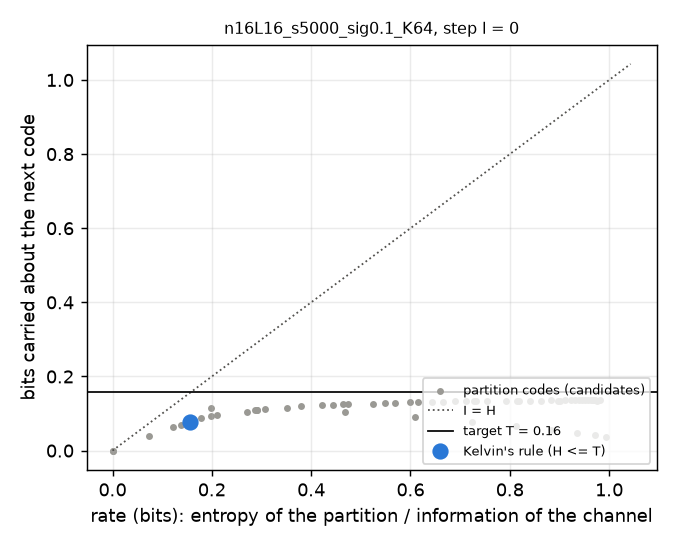 n16L16_s5000_sig0.1_K64, step l = 0
bits carried about the next code
1.0
0.8
0.6
0.4
0.2
0.0
partition codes (candidates)
I = H
target T = 0.16
Kelvin's rule (H <= T)
0.0 0.2 0.4 0.6 0.8 1.0
rate (bits): entropy of the partition / information of the channel